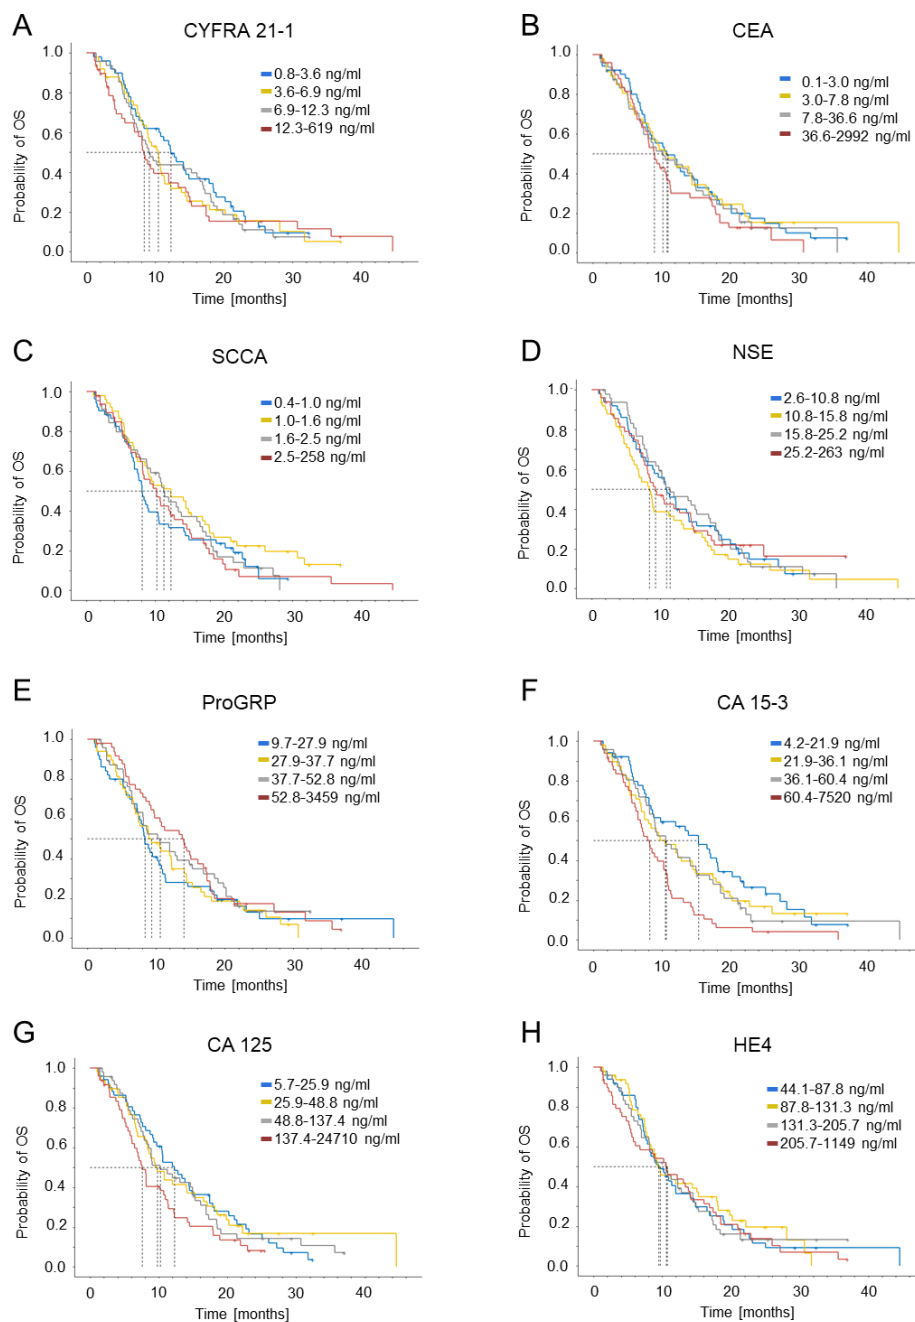 A
CYFRA 21-1
Probability of OS
1.0
0.8
0.6
0.4
0.2
0.0
0.8-3.6 ng/ml
3.6-6.9 ng/ml
6.9-12.3 ng/ml
12.3-619 ng/ml
0 10 20 30 40
Time [months]
B
CEA
Probability of OS
1.0
0.8
0.6
0.4
0.2
0.0
0.1-3.0 ng/ml
3.0-7.8 ng/ml
7.8-36.6 ng/ml
36.6-2992 ng/ml
0 10 20 30 40
Time [months]
C
SCCA
Probability of OS
1.0
0.8
0.6
0.4
0.2
0.0
0.4-1.0 ng/ml
1.0-1.6 ng/ml
1.6-2.5 ng/ml
2.5-258 ng/ml
0 10 20 30 40
Time [months]
D
NSE
Probability of OS
1.0
0.8
0.6
0.4
0.2
0.0
2.6-10.8 ng/ml
10.8-15.8 ng/ml
15.8-25.2 ng/ml
25.2-263 ng/ml
0 10 20 30 40
Time [months]
E
ProGRP
Probability of OS
1.0
0.8
0.6
0.4
0.2
0.0
9.7-27.9 ng/ml
27.9-37.7 ng/ml
37.7-52.8 ng/ml
52.8-3459 ng/ml
0 10 20 30 40
Time [months]
F
CA 15-3
Probability of OS
1.0
0.8
0.6
0.4
0.2
0.0
4.2-21.9 ng/ml
21.9-36.1 ng/ml
36.1-60.4 ng/ml
60.4-7520 ng/ml
0 10 20 30 40
Time [months]
G
CA 125
Probability of OS
1.0
0.8
0.6
0.4
0.2
0.0
5.7-25.9 ng/ml
25.9-48.8 ng/ml
48.8-137.4 ng/ml
137.4-24710 ng/ml
0 10 20 30 40
Time [months]
H
HE4
Probability of OS
1.0
0.8
0.6
0.4
0.2
0.0
44.1-87.8 ng/ml
87.8-131.3 ng/ml
131.3-205.7 ng/ml
205.7-1149 ng/ml
0 10 20 30 40
Time [months]